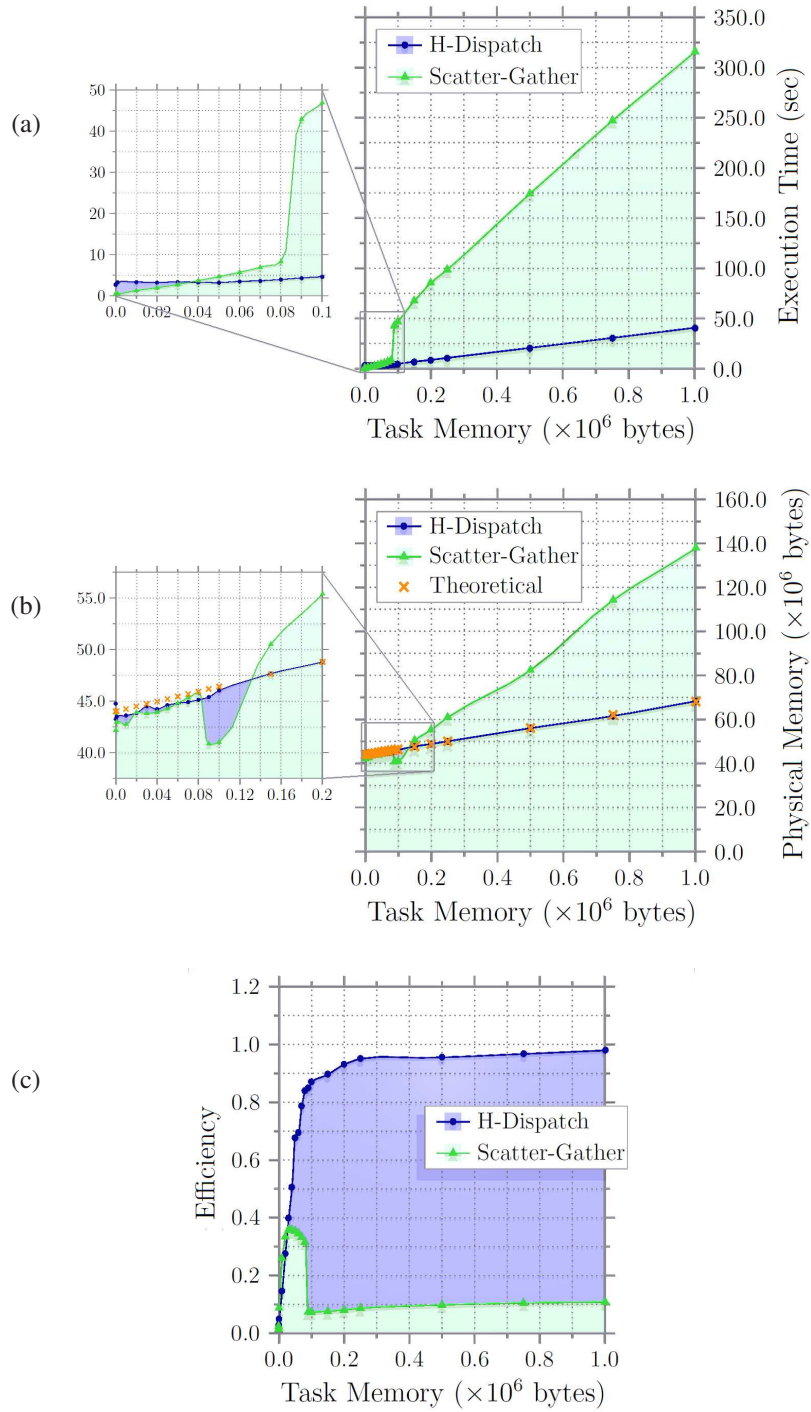 (a)
50
40
30
20
10
0
0.0 0.02 0.04 0.06 0.08 0.1
H-Dispatch
Scatter-Gather
350.0
300.0
250.0
200.0
150.0
100.0
50.0
0.0
Execution Time (sec)
0.0 0.2 0.4 0.6 0.8 1.0
Task Memory (×10⁶ bytes)
(b)
55.0
50.0
45.0
40.0
0.0 0.04 0.08 0.12 0.16 0.2
H-Dispatch
Scatter-Gather
Theoretical
160.0
140.0
120.0
100.0
80.0
60.0
40.0
20.0
0.0
Physical Memory (×10⁶ bytes)
0.0 0.2 0.4 0.6 0.8 1.0
Task Memory (×10⁶ bytes)
(c)
1.2
1.0
0.8
0.6
0.4
0.2
0.0
Efficiency
H-Dispatch
Scatter-Gather
0.0 0.2 0.4 0.6 0.8 1.0
Task Memory (×10⁶ bytes)